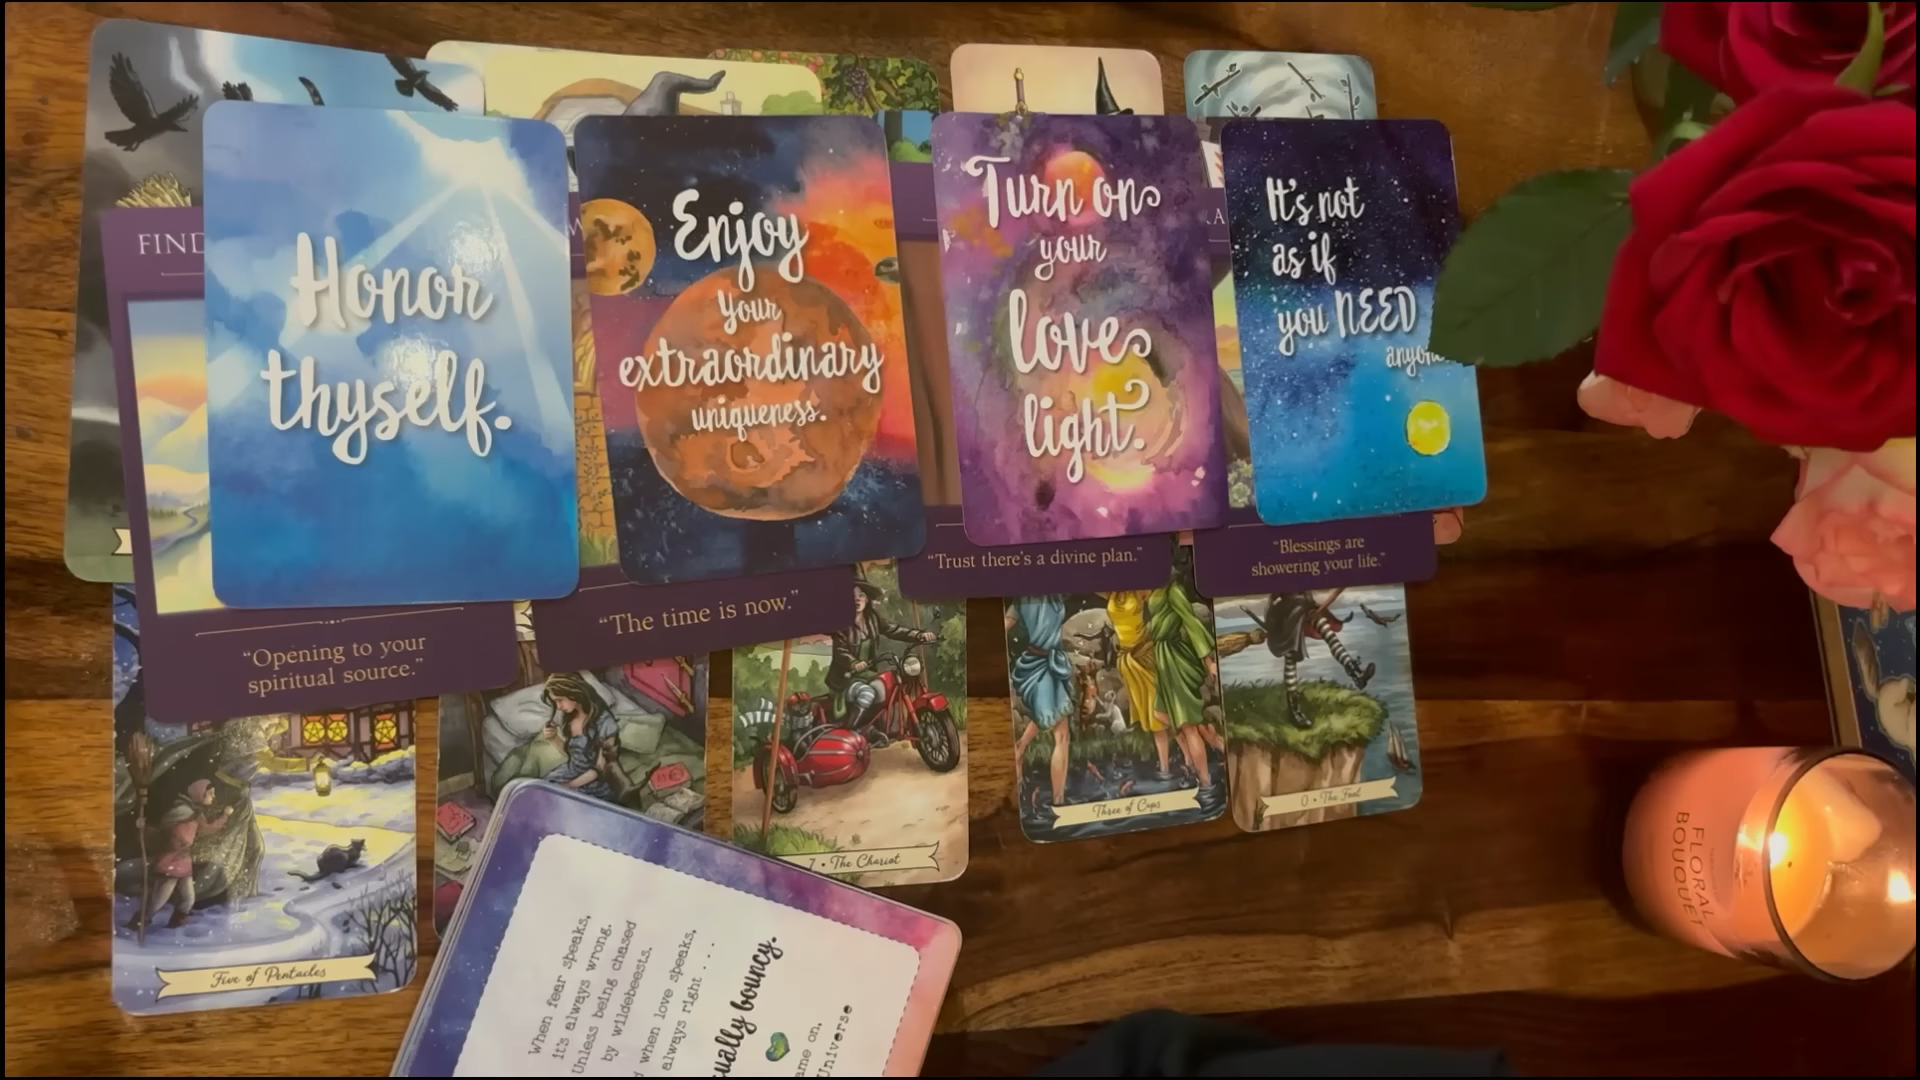 FIND
Honor
thyself.
"Opening to your
spiritual source."
Enjoy
your
extraordinary
uniqueness.
"The time is now."
Turn on
your
love
light.
"Trust there's a divine plan."
It's not
as if
you NEED
"Blessings are
showering your life."
Five of Pentacles
7 • The Chariot
Three of Cups
0 • The Fool
When fear speaks,
it's always wrong.
Unless being chased
by wildebeests.
when love speaks,
always right ....
bouncy.
on,
Universe
FLORAL
BOUQUET